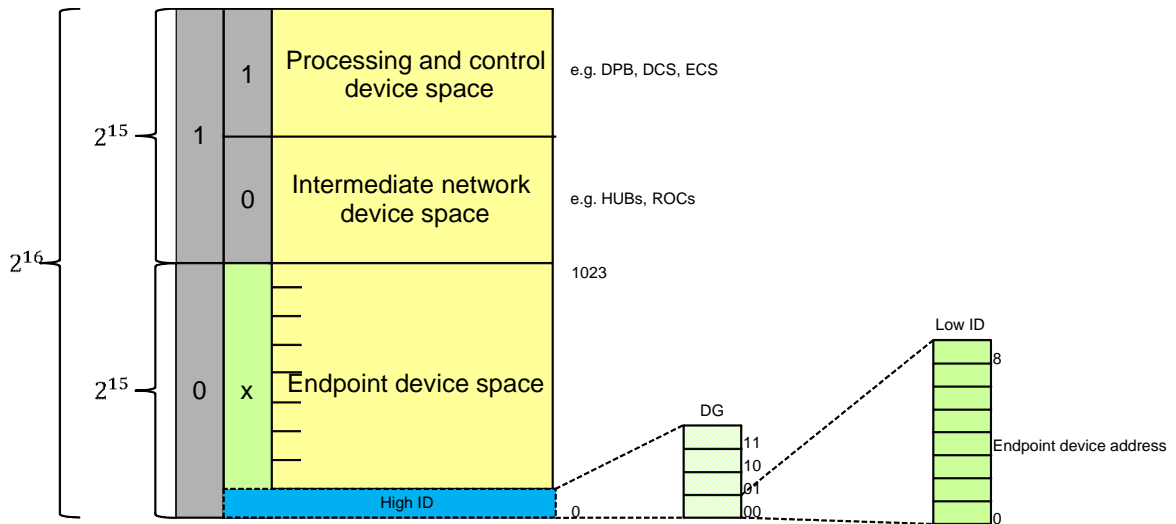 1
Processing and control
device space
e.g. DPB, DCS, ECS
2^15
1
0
Intermediate network
device space
e.g. HUBs, ROCs
2^16
1023
Low ID
8
2^15
0
x
Endpoint device space
DG
11
10
01
00
Endpoint device address
High ID
0
0